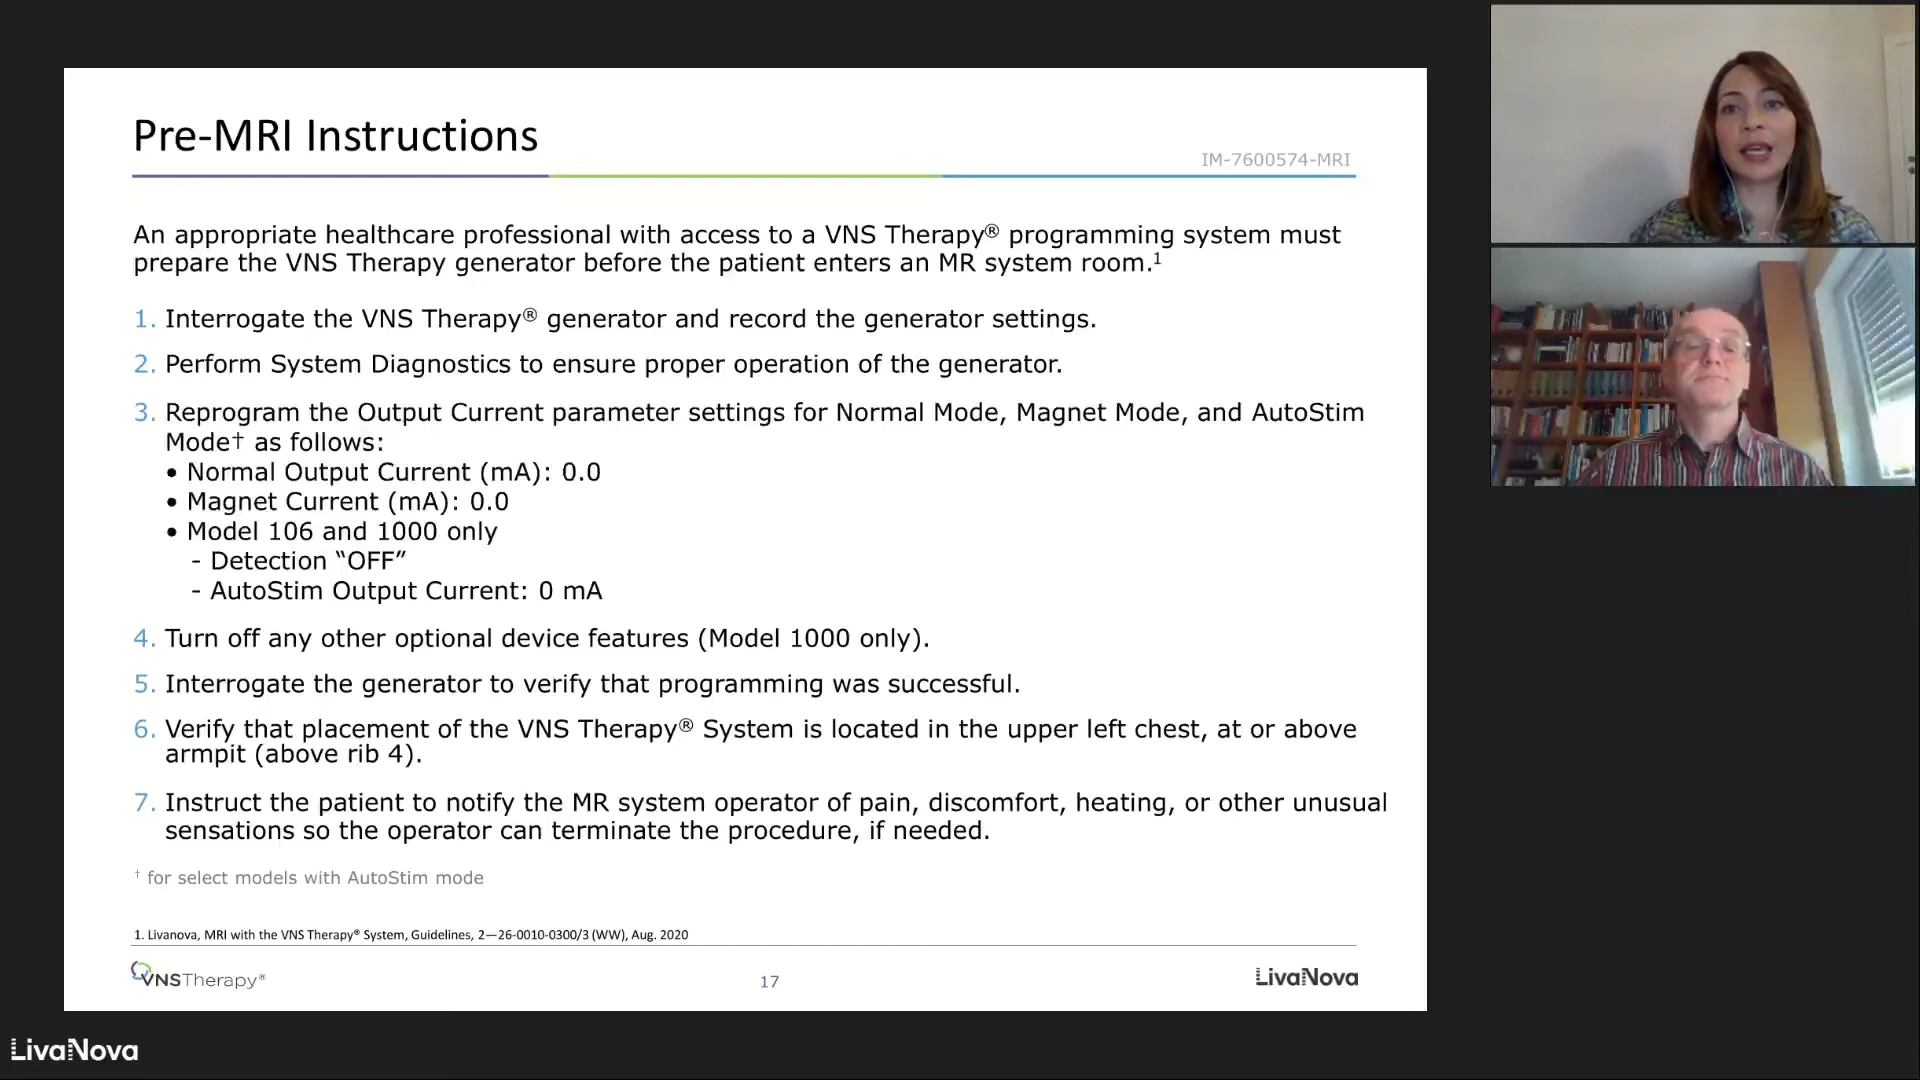 Pre-MRI Instructions
IM-7600574-MRI
An appropriate healthcare professional with access to a VNS Therapy® programming system must
prepare the VNS Therapy generator before the patient enters an MR system room.¹
1. Interrogate the VNS Therapy® generator and record the generator settings.
2. Perform System Diagnostics to ensure proper operation of the generator.
3. Reprogram the Output Current parameter settings for Normal Mode, Magnet Mode, and AutoStim
Mode† as follows:
• Normal Output Current (mA): 0.0
• Magnet Current (mA): 0.0
• Model 106 and 1000 only
- Detection “OFF”
- AutoStim Output Current: 0 mA
4. Turn off any other optional device features (Model 1000 only).
5. Interrogate the generator to verify that programming was successful.
6. Verify that placement of the VNS Therapy® System is located in the upper left chest, at or above
armpit (above rib 4).
7. Instruct the patient to notify the MR system operator of pain, discomfort, heating, or other unusual
sensations so the operator can terminate the procedure, if needed.
† for select models with AutoStim mode
1. Livanova, MRI with the VNS Therapy® System, Guidelines, 2—26-0010-0300/3 (WW), Aug. 2020
VNSTherapy®
17
LivaNova
LivaNova